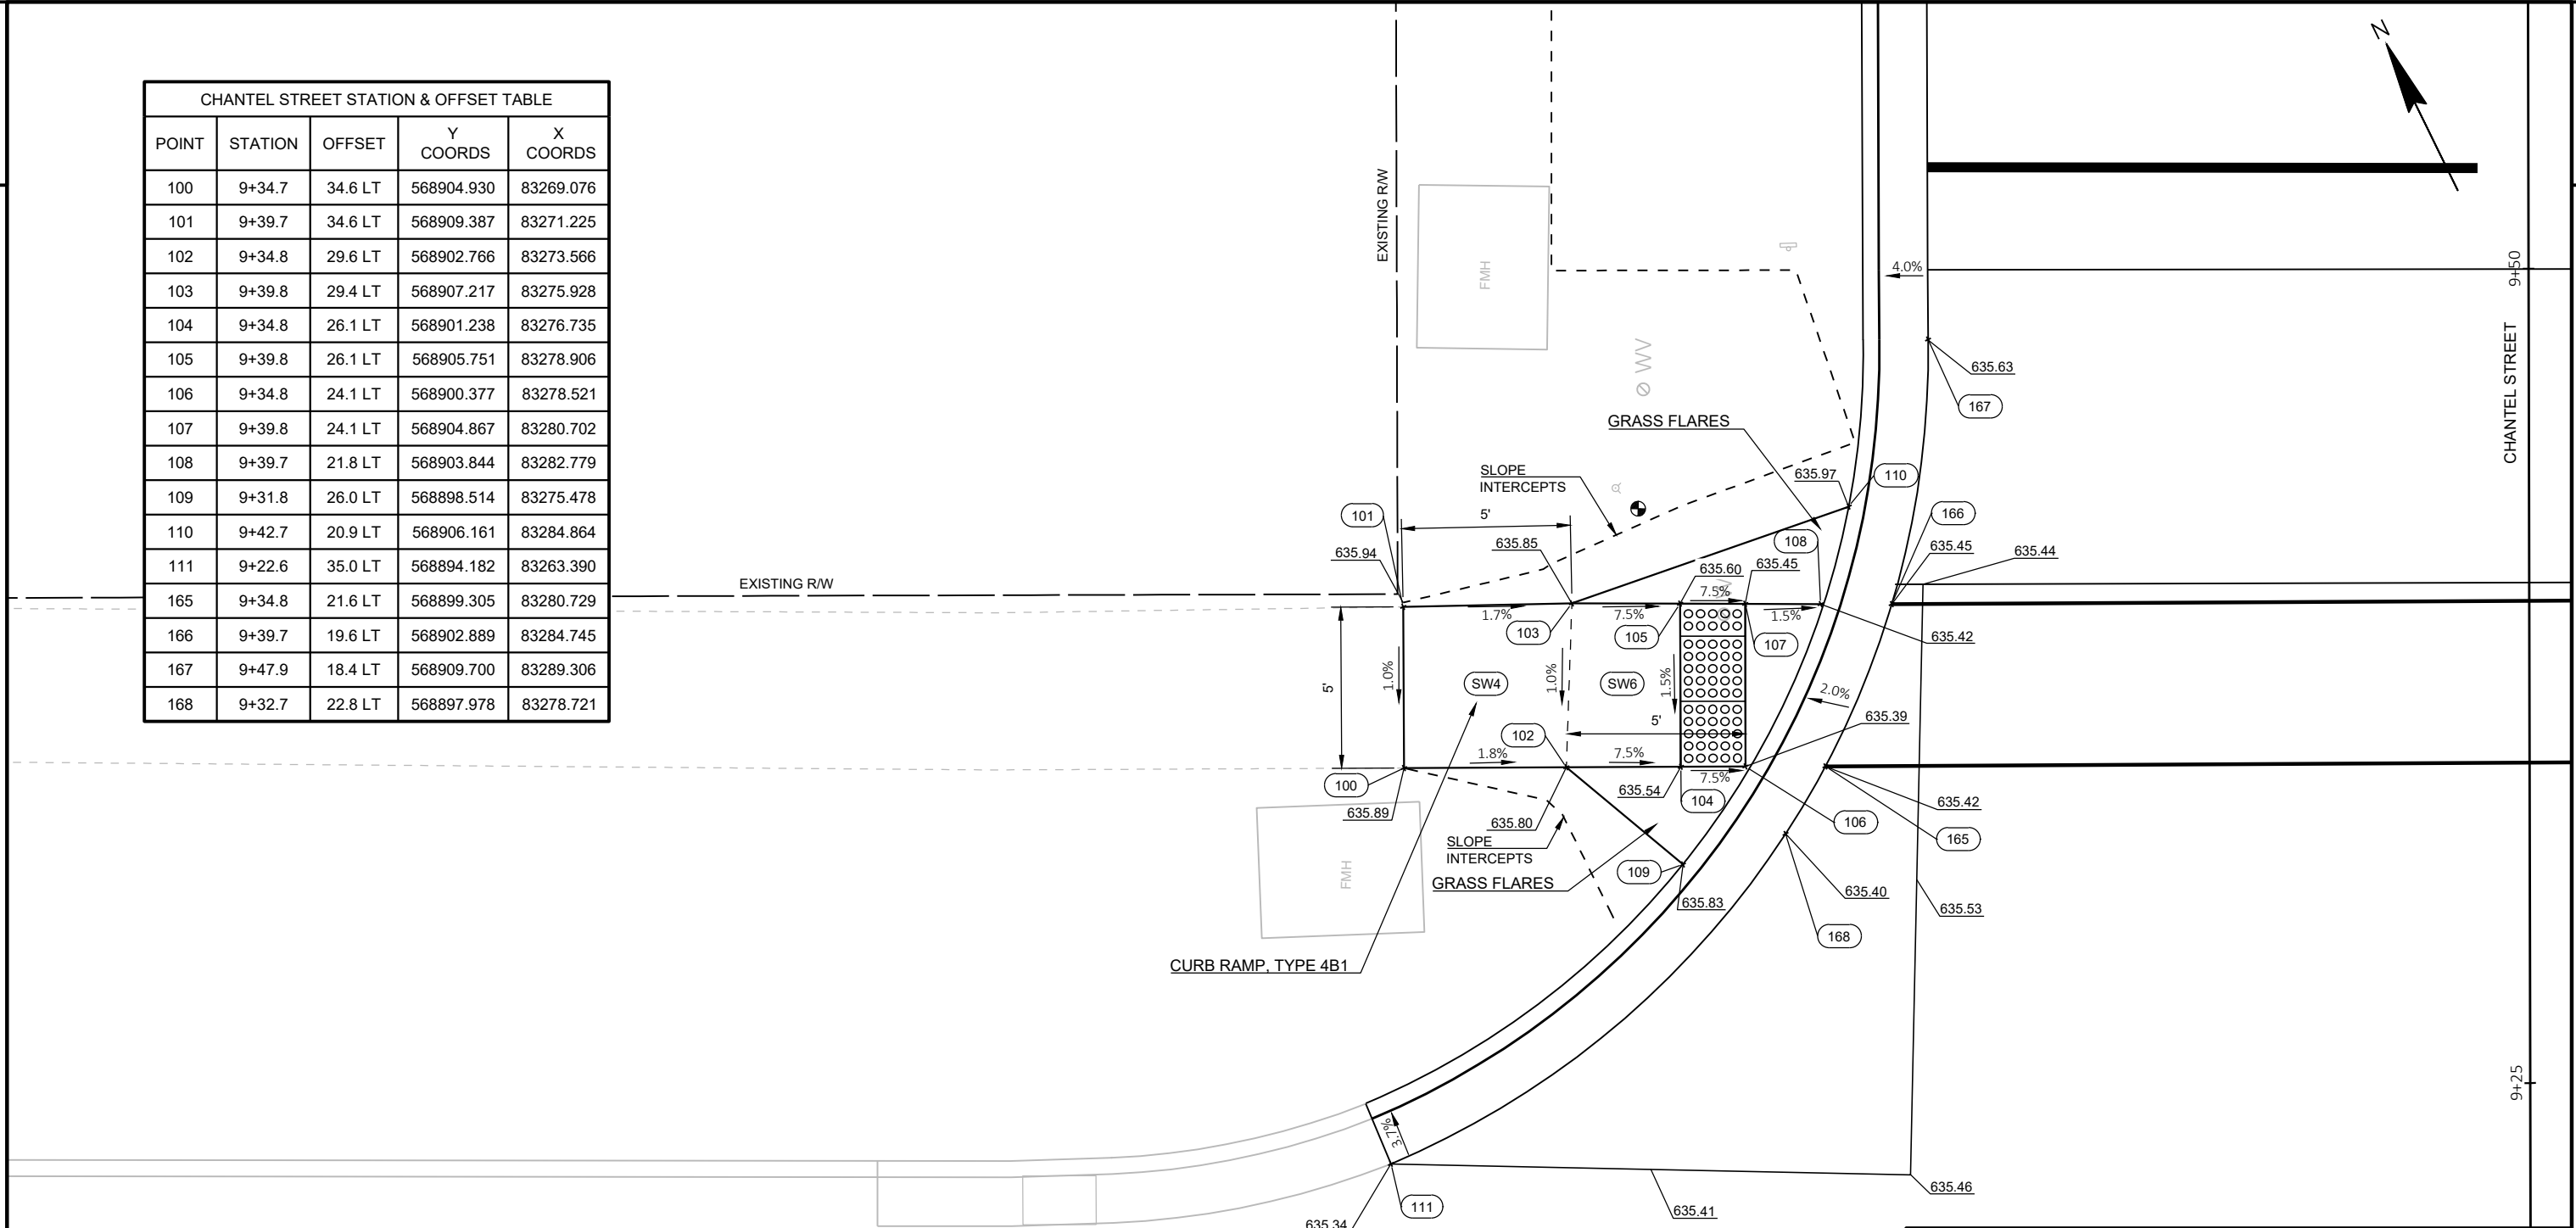 CHANTEL STREET STATION & OFFSET TABLE
POINT STATION OFFSET Y COORDS X COORDS
100 9+34.7 34.6 LT 568904.930 83269.076
101 9+39.7 34.6 LT 568909.387 83271.225
102 9+34.8 29.6 LT 568902.766 83273.566
103 9+39.8 29.4 LT 568907.217 83275.928
104 9+34.8 26.1 LT 568901.238 83276.735
105 9+39.8 26.1 LT 568905.751 83278.906
106 9+34.8 24.1 LT 568900.377 83278.521
107 9+39.8 24.1 LT 568904.867 83280.702
108 9+39.7 21.8 LT 568903.844 83282.779
109 9+31.8 26.0 LT 568898.514 83275.478
110 9+42.7 20.9 LT 568906.161 83284.864
111 9+22.6 35.0 LT 568894.182 83263.390
165 9+34.8 21.6 LT 568899.305 83280.729
166 9+39.7 19.6 LT 568902.889 83284.745
167 9+47.9 18.4 LT 568909.700 83289.306
168 9+32.7 22.8 LT 568897.978 83278.721
N
EXISTING R/W
FMH
4.0%
9+50
WV
635.63
167
CHANTEL STREET
GRASS FLARES
SLOPE
INTERCEPTS
635.97
110
101
5'
166
635.94
635.85
108
635.45
635.44
635.60
635.45
EXISTING R/W
7.5%
1.7%
7.5%
1.5%
103
105
107
635.42
5'
1.0%
SW4
1.0%
SW6
1.5%
2.0%
5'
635.39
102
1.8%
7.5%
7.5%
100
635.54
104
635.42
635.89
635.80
106
165
SLOPE
INTERCEPTS
FMH
GRASS FLARES
109
635.83
635.40
635.53
168
CURB RAMP, TYPE 4B1
9+25
3.7%
635.46
111
635.41
635.34